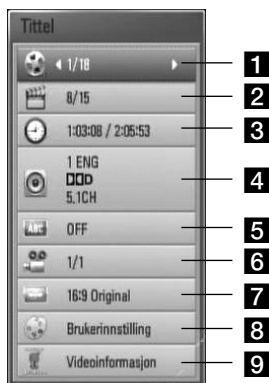 Tittel
1/18 1
8/15 2
1:03:08 / 2:05:53 3
1 ENG
DD D
5.1CH 4
ABC OFF 5
1/1 6
16:9 Original 7
Brukerinnstilling 8
Videoinformasjon 9